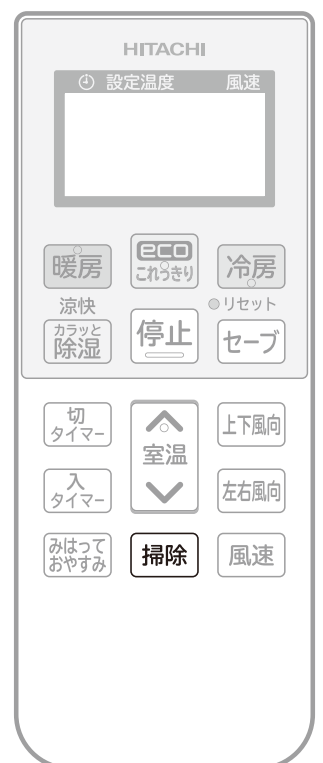 HITACHI
設定温度 風速
暖房
eco
これっきり
冷房
涼快
カラッと
除湿
停止
リセット
セーブ
切
タイマー
室温
上下風向
入
タイマー
左右風向
みはって
おやすみ
掃除
風速